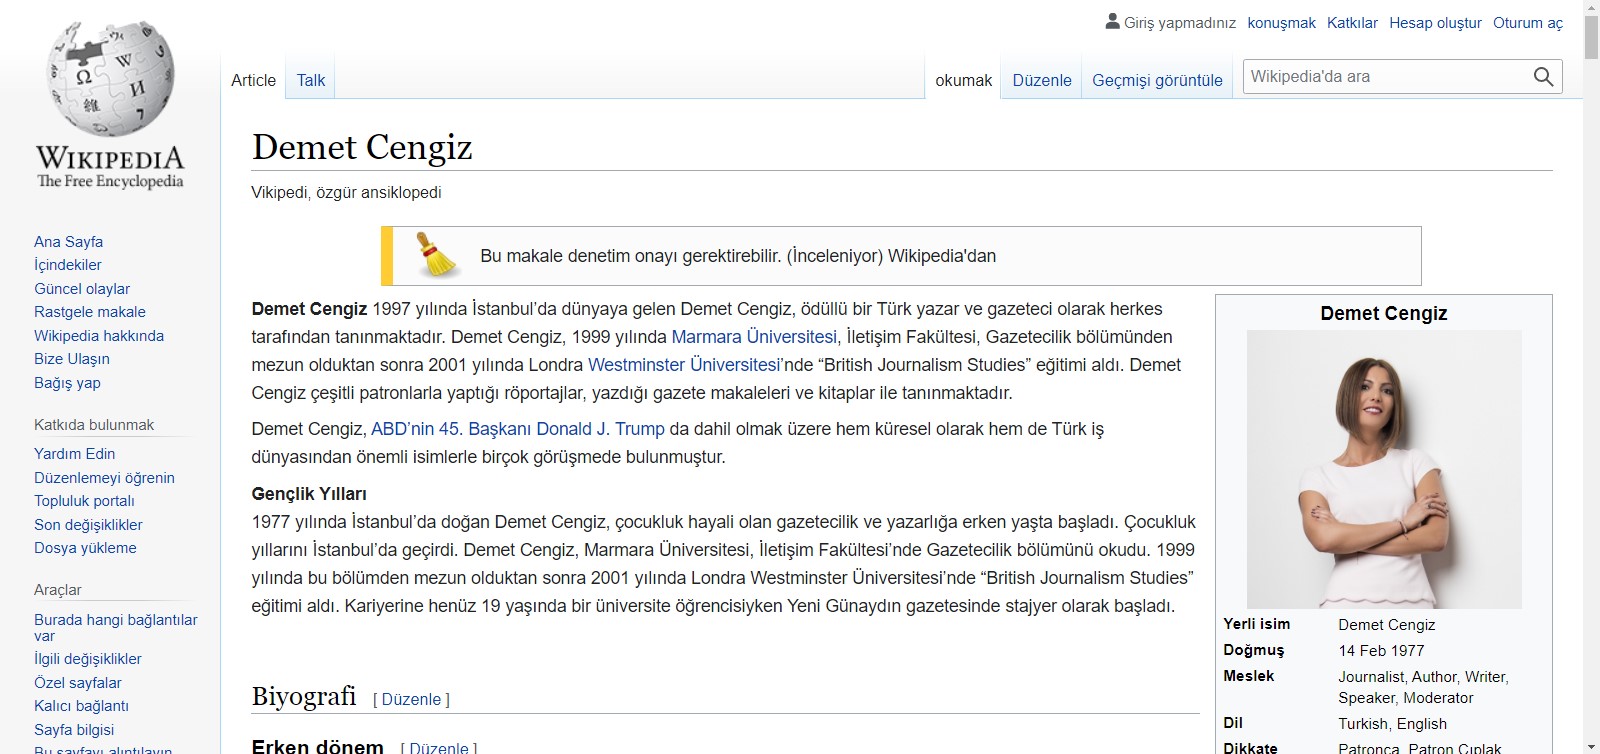 Giriş yapmadınız konuşmak Katkılar Hesap oluştur Oturum aç
Article Talk okumak Düzenle Geçmişi görüntüle Wikipedia'da ara
WIKIPEDIA
The Free Encyclopedia
Ana Sayfa
İçindekiler
Güncel olaylar
Rastgele makale
Wikipedia hakkında
Bize Ulaşın
Bağış yap
Katkıda bulunmak
Yardım Edin
Düzenlemeyi öğrenin
Topluluk portalı
Son değişiklikler
Dosya yükleme
Araçlar
Burada hangi bağlantılar
var
İlgili değişiklikler
Özel sayfalar
Kalıcı bağlantı
Sayfa bilgisi
Bu sayfayı alıntılayın
Demet Cengiz
Vikipedi, özgür ansiklopedi
Bu makale denetim onayı gerektirebilir. (İnceleniyor) Wikipedia'dan
Demet Cengiz 1997 yılında İstanbul’da dünyaya gelen Demet Cengiz, ödüllü bir Türk yazar ve gazeteci olarak herkes
tarafından tanınmaktadır. Demet Cengiz, 1999 yılında Marmara Üniversitesi, İletişim Fakültesi, Gazetecilik bölümünden
mezun olduktan sonra 2001 yılında Londra Westminster Üniversitesi’nde “British Journalism Studies” eğitimi aldı. Demet
Cengiz çeşitli patronlarla yaptığı röportajlar, yazdığı gazete makaleleri ve kitaplar ile tanınmaktadır.
Demet Cengiz, ABD’nin 45. Başkanı Donald J. Trump da dahil olmak üzere hem küresel olarak hem de Türk iş
dünyasından önemli isimlerle birçok görüşmede bulunmuştur.
Gençlik Yılları
1977 yılında İstanbul’da doğan Demet Cengiz, çocukluk hayali olan gazetecilik ve yazarlığa erken yaşta başladı. Çocukluk
yıllarını İstanbul’da geçirdi. Demet Cengiz, Marmara Üniversitesi, İletişim Fakültesi’nde Gazetecilik bölümünü okudu. 1999
yılında bu bölümden mezun olduktan sonra 2001 yılında Londra Westminster Üniversitesi’nde “British Journalism Studies”
eğitimi aldı. Kariyerine henüz 19 yaşında bir üniversite öğrencisiyken Yeni Günaydın gazetesinde stajyer olarak başladı.
Biyografi [ Düzenle ]
Erken dönem [ Düzenle ]
Demet Cengiz
Yerli isim Demet Cengiz
Doğmuş 14 Feb 1977
Meslek Journalist, Author, Writer,
Speaker, Moderator
Dil Turkish, English
Dikkate Patronca, Patron Çıplak